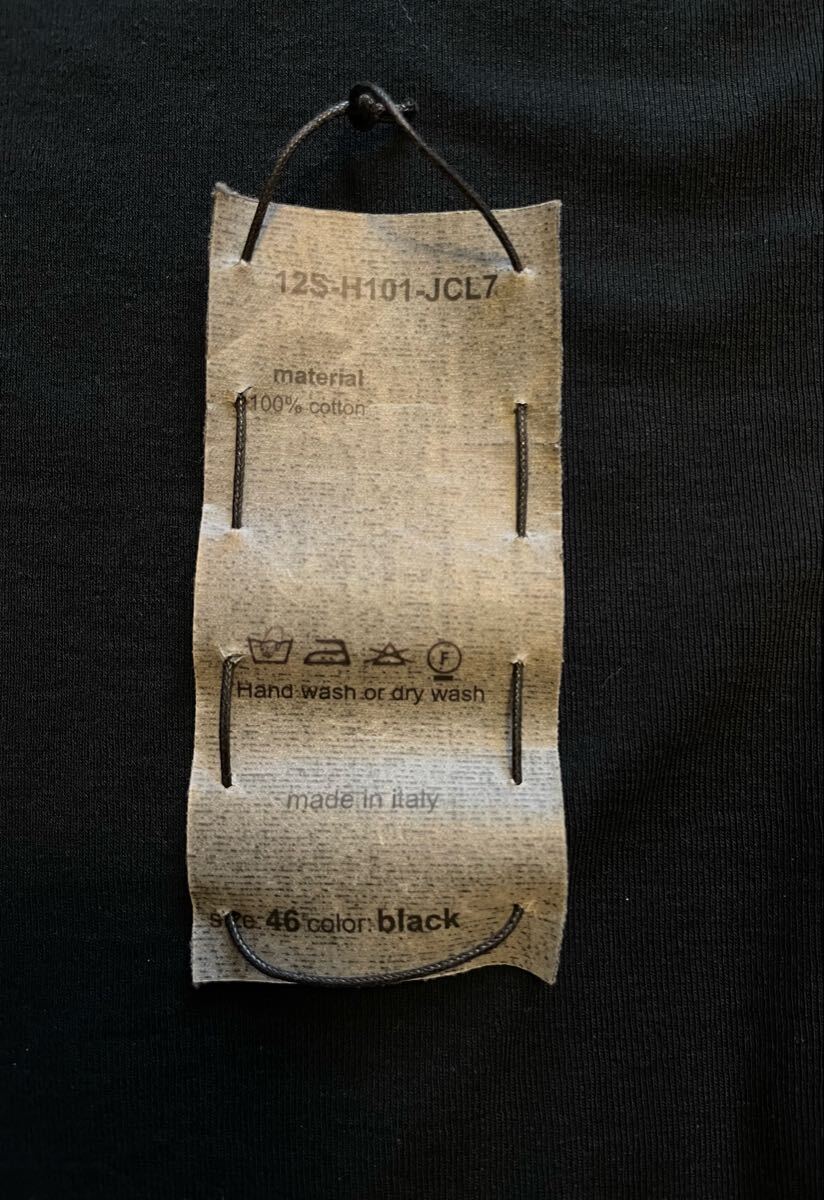 12S-H101-JCL7
material
100% cotton
F
Hand wash or dry wash
made in italy
size: 46 color: black